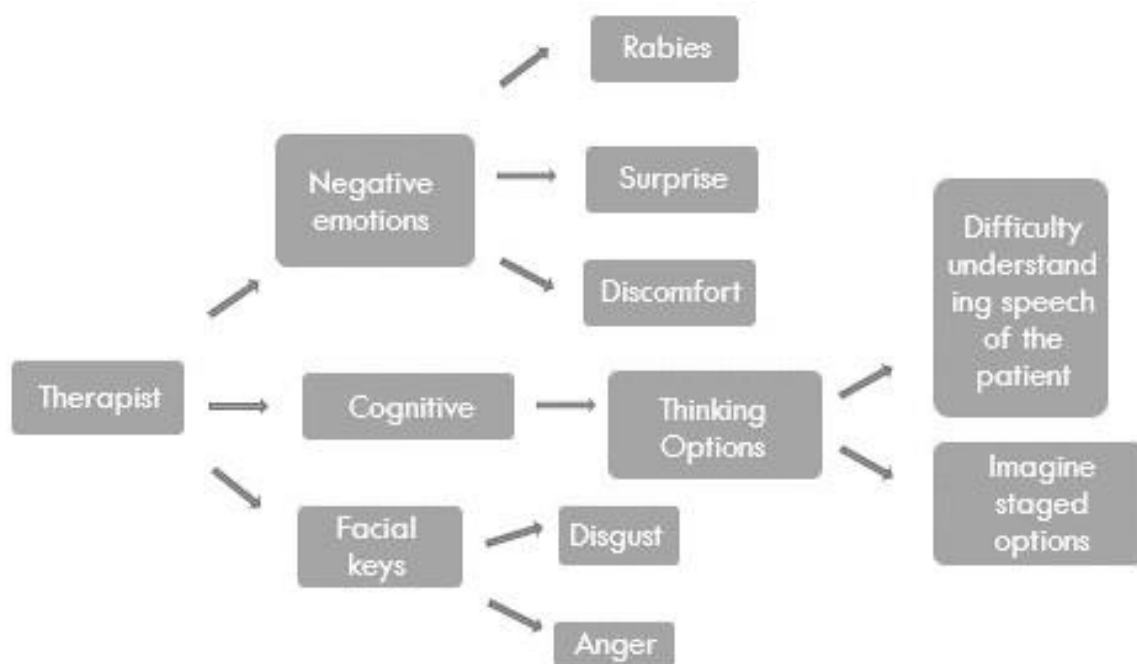 Rabies
Negative
emotions
Surprise
Discomfort
Difficulty
understand
ing speech
of the
patient
Therapist
Cognitive
Thinking
Options
Imagine
staged
options
Facial
keys
Disgust
Anger